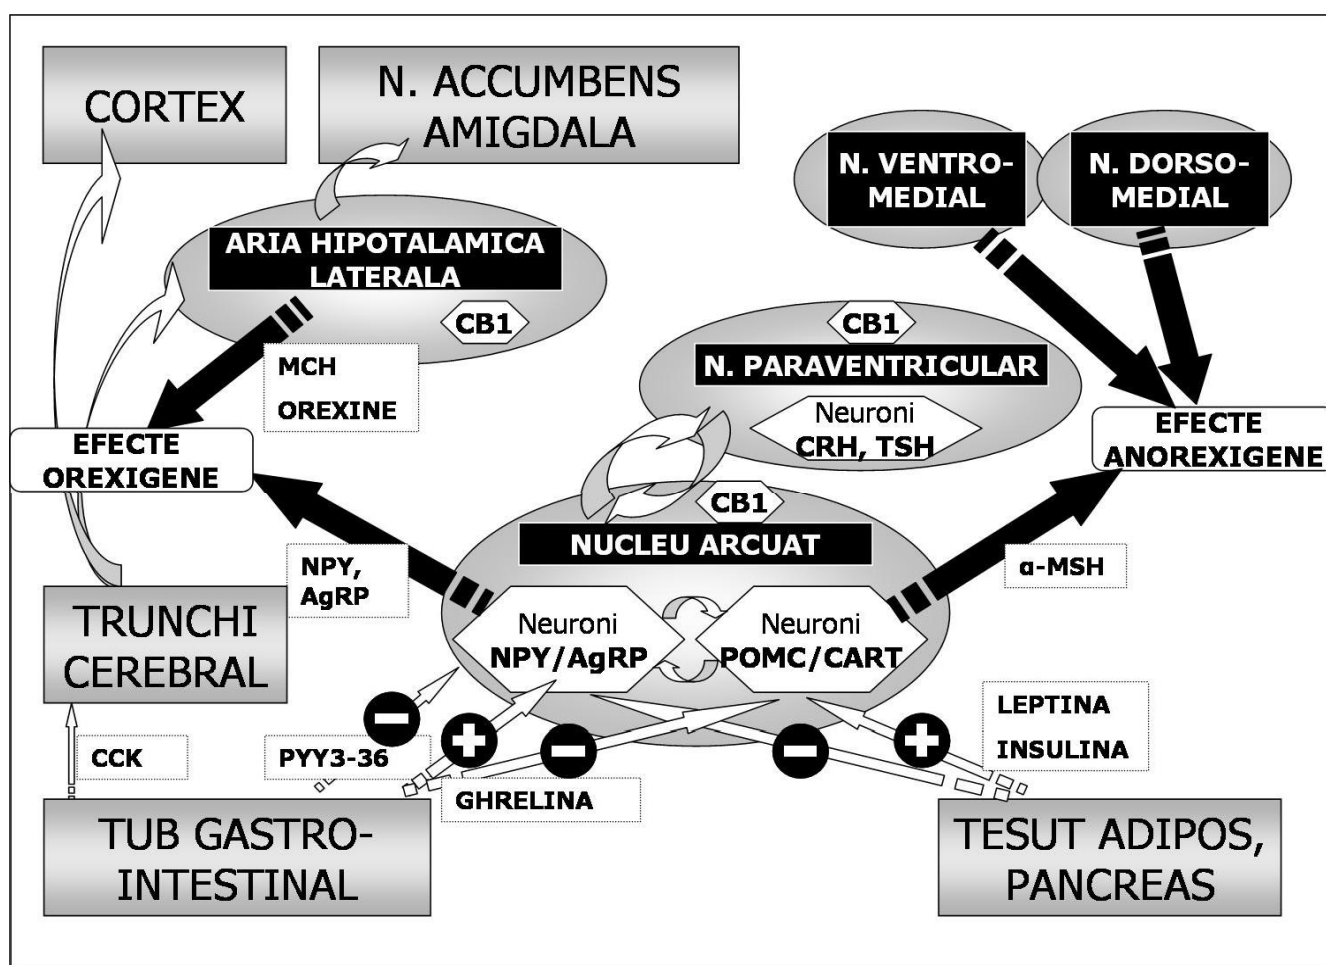 CORTEX
N. ACCUMBENS
AMIGDALA
N. VENTRO-
MEDIAL
N. DORSO-
MEDIAL
ARIA HIPOTALAMICA
LATERALA
CB1
CB1
N. PARAVENTRICULAR
Neuroni
CRH, TSH
MCH
OREXINE
EFECTE
OREXIGENE
EFECTE
ANOREXIGENE
CB1
NUCLEU ARCUAT
NPY,
AgRP
α-MSH
Neuroni
NPY/AgRP
Neuroni
POMC/CART
TRUNCHI
CEREBRAL
LEPTINA
INSULINA
CCK
PYY3-36
GHRELINA
TUB GASTRO-
INTESTINAL
TESUT ADIPOS,
PANCREAS